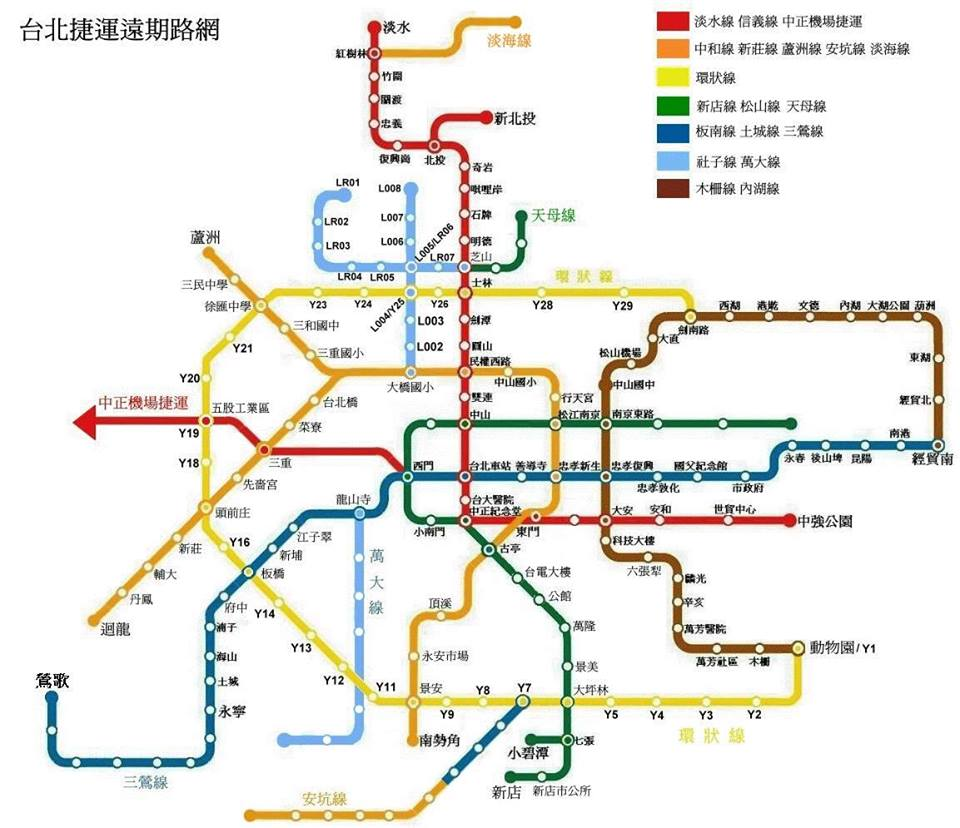 台北捷運遠期路網
淡水線 信義線 中正機場捷運
中和線 新莊線 蘆洲線 安坑線 淡海線
環狀線
新店線 松山線 天母線
板南線 土城線 三鶯線
社子線 萬大線
木柵線 內湖線
淡水
淡海線
紅樹林
竹圍
關渡
忠義
復興崗
北投
新北投
奇岩
唭哩岸
石牌
明德
芝山
天母線
LR01
LR02
LR03
LR04
LR05
L005/LR06
LR07
L008
L007
L006
L004/Y25
L003
L002
蘆洲
三民中學
徐匯中學
三和國中
三重國小
Y23
Y24
Y26
士林
Y28
環狀線
Y29
劍南路
西湖
港墘
文德
內湖
大湖公園
葫洲
東湖
經貿北
經貿南
大直
松山機場
中山國中
劍潭
圓山
民權西路
大橋國小
中山國小
雙連
行天宮
Y21
Y20
台北橋
菜寮
中正機場捷運
五股工業區
Y19
Y18
三重
先嗇宮
頭前庄
新莊
輔大
丹鳳
迴龍
中山
松江南京
南京東路
西門
台北車站
善導寺
忠孝新生
忠孝復興
忠孝敦化
國父紀念館
市政府
永春
後山埤
昆陽
南港
台大醫院
中正紀念堂
小南門
東門
大安
安和
世貿中心
中強公園
龍山寺
江子翠
新埔
板橋
府中
Y16
Y14
Y13
Y12
Y11
萬大線
古亭
台電大樓
公館
萬隆
景美
大坪林
科技大樓
六張犁
麟光
辛亥
萬芳醫院
萬芳社區
木柵
動物園/Y1
頂溪
永安市場
景安
南勢角
Y9
Y8
Y7
Y5
Y4
Y3
Y2
環狀線
浦子
海山
土城
永寧
鶯歌
三鶯線
七張
小碧潭
新店
新店市公所
安坑線